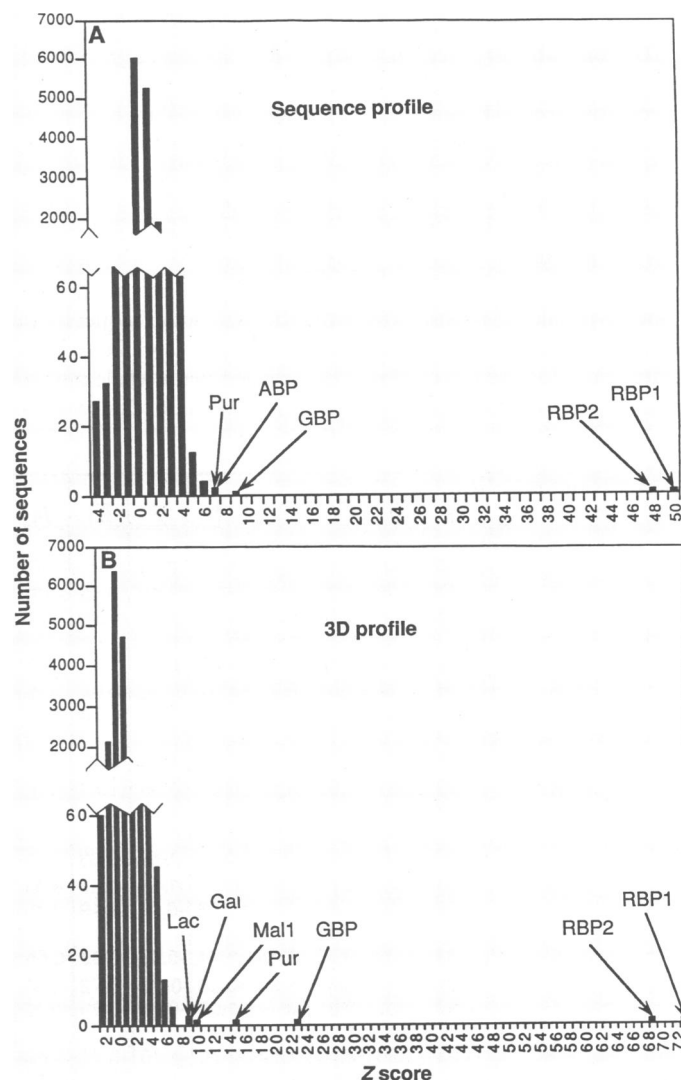 A
Sequence profile
7000
6000
5000
4000
3000
2000
60
40
20
0
Pur
ABP
GBP
RBP2
RBP1
-4 -2 0 2 4 6 8 10 12 14 16 18 20 22 24 26 28 30 32 34 36 38 40 42 44 46 48 50
Number of sequences
B
3D profile
7000
6000
5000
4000
3000
2000
60
40
20
0
Lac
Gal
Mal1
Pur
GBP
RBP2
RBP1
2 0 2 4 6 8 10 12 14 16 18 20 22 24 26 28 30 32 34 36 38 40 42 44 46 48 50 52 54 56 58 60 62 64 66 68 70 72
Z score